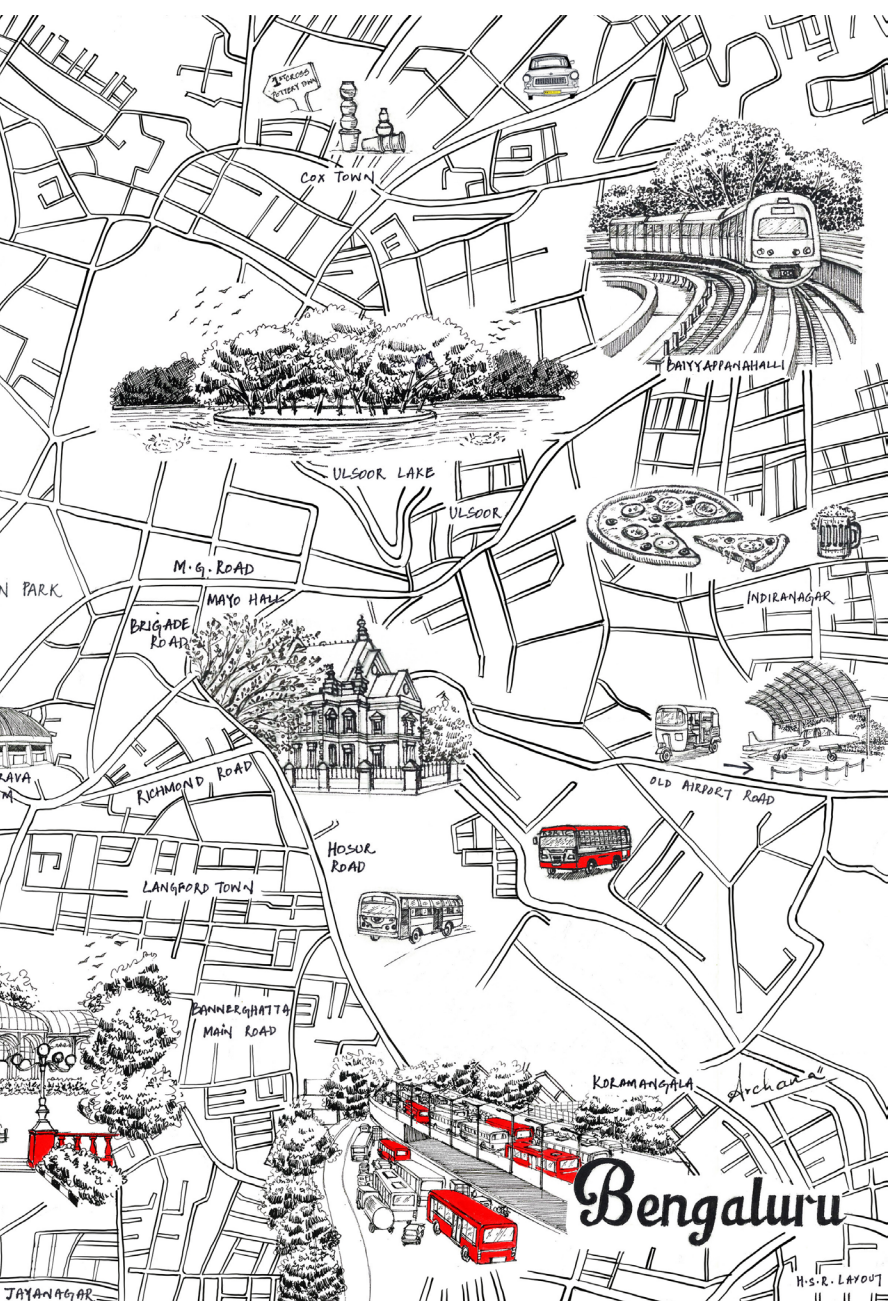 1ST CROSS
POTTERY TOWN
COX TOWN
BAIYYAPPANAHALLI
ULSOOR LAKE
ULSOOR
M.G. ROAD
N PARK
MAYO HALL
INDIRANAGAR
BRIGADE
ROAD
RAVA
M
RICHMOND ROAD
OLD AIRPORT ROAD
HOSUR
ROAD
LANGFORD TOWN
BANNERGHATTA
MAIN ROAD
KORAMANGALA
Archana
Bengaluru
H.S.R. LAYOUT
JAYANAGAR